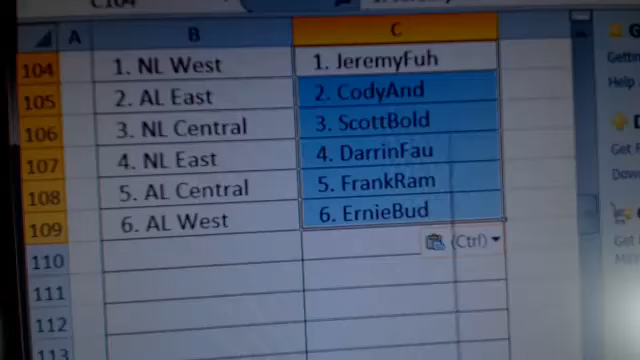 A B C
104 1. NL West 1. JeremyFuh
105 2. AL East 2. CodyAnd
106 3. NL Central 3. ScottBold
107 4. NL East 4. DarrinFau
108 5. AL Central 5. FrankRam
109 6. AL West 6. ErnieBud
110 (Ctrl)
111
112
113
Help
Get